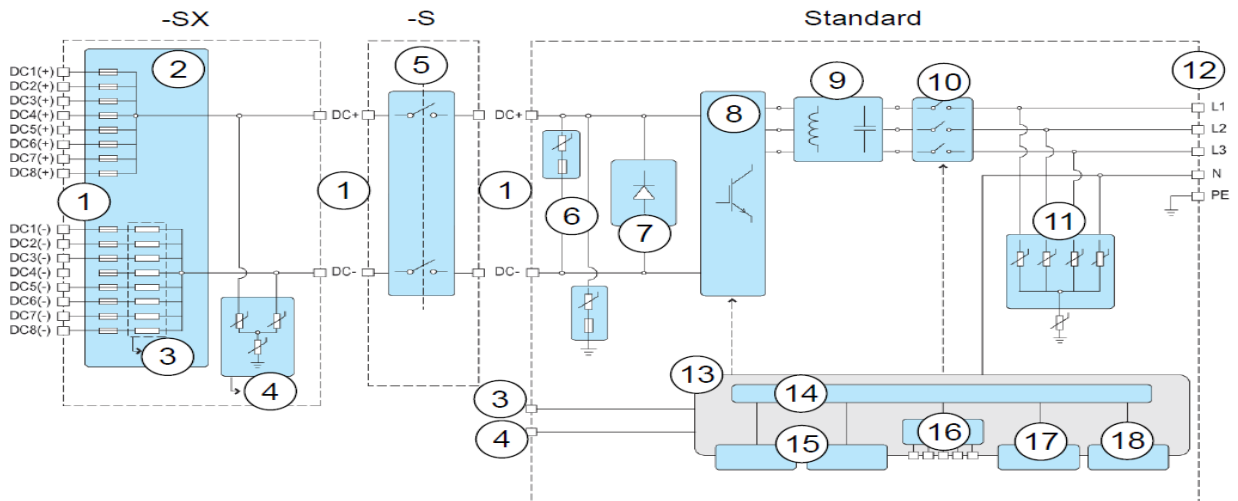 -SX
-S
Standard
DC1(+)
DC2(+)
DC3(+)
DC4(+)
DC5(+)
DC6(+)
DC7(+)
DC8(+)
DC1(-)
DC2(-)
DC3(-)
DC4(-)
DC5(-)
DC6(-)
DC7(-)
DC8(-)
1
2
3
4
DC+
DC-
1
5
DC+
DC-
1
6
7
8
9
10
11
12
L1
L2
L3
N
PE
3
4
13
14
15
16
17
18